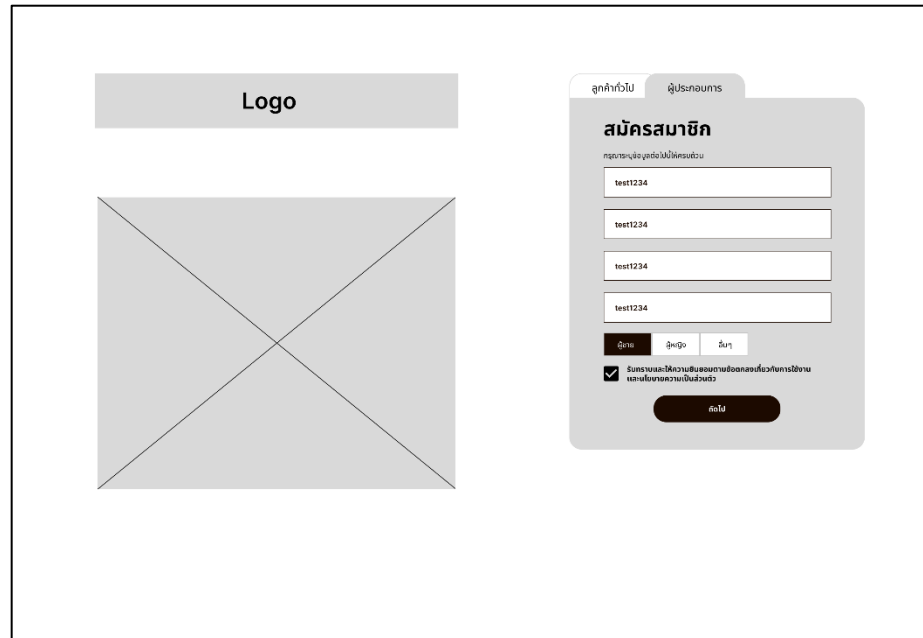 Logo
ลูกค้าทั่วไป
ผู้ประกอบการ
สมัครสมาชิก
กรุณาระบุข้อมูลต่อไปนี้ให้ครบถ้วน
test1234
test1234
test1234
test1234
ผู้ชาย
ผู้หญิง
อื่นๆ
รับทราบและให้ความยินยอมตามข้อตกลงเกี่ยวกับการใช้งาน
และนโยบายความเป็นส่วนตัว
ถัดไป